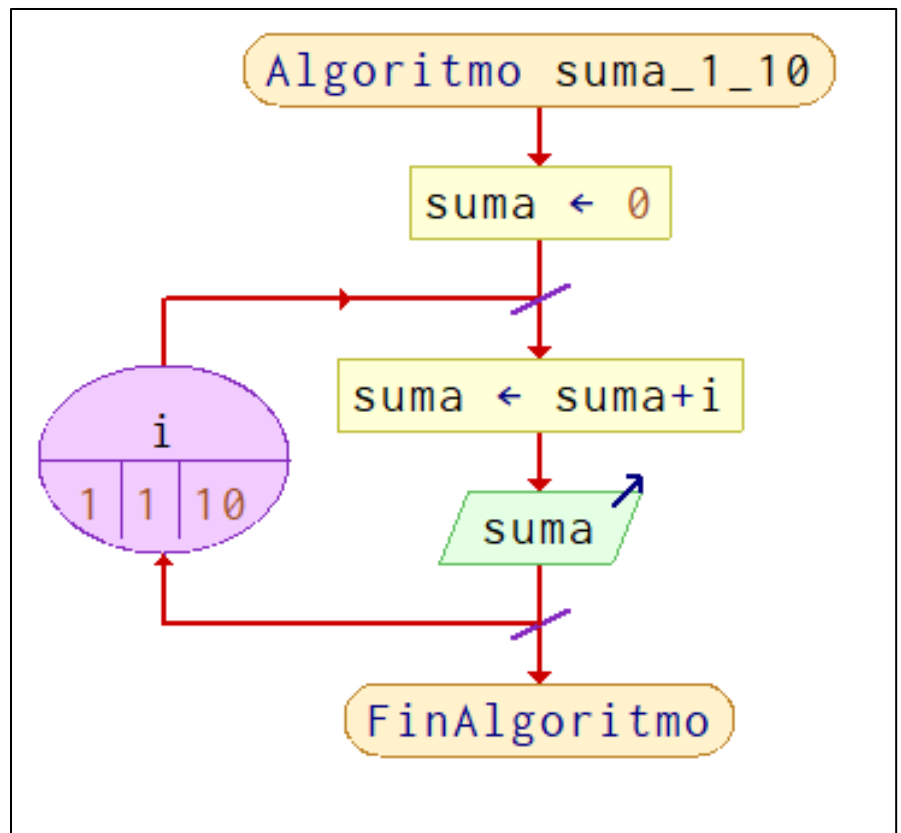 Algoritmo suma_1_10
suma ← 0
suma ← suma+i
i
1 1 10
suma
FinAlgoritmo